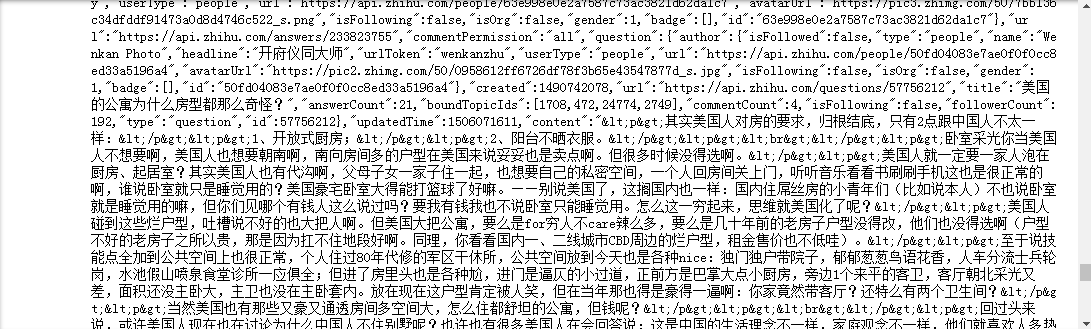 y","userType":"people","url":"https://api.zhihu.com/people/63e998e0e2a7587c73ac3821d62da1c7","avatarUrl":"https://pic3.zhimg.com/50/77bb136
c34dfddf91473a0d8d4746c522_s.png","isFollowing":false,"isOrg":false,"gender":1,"badge":[],"id":"63e998e0e2a7587c73ac3821d62da1c7"},"ur
l":"https://api.zhihu.com/answers/233823755","commentPermission":"all","question":{"author":{"isFollowed":false,"type":"people","name":"We
nkan Photo","headline":"开府仪同大师","urlToken":"wenkanzhu","userType":"people","url":"https://api.zhihu.com/people/50fd04083e7ae0f0f0cc8
ed33a5196a4","avatarUrl":"https://pic2.zhimg.com/50/0958612ff6726df78f3b65e43547877d_s.jpg","isFollowing":false,"isOrg":false,"gender":
1,"badge":[],"id":"50fd04083e7ae0f0f0cc8ed33a5196a4"},"created":1490742078,"url":"https://api.zhihu.com/questions/57756212","title":"美国
的公寓为什么房型都那么奇怪？","answerCount":21,"boundTopicIds":[1708,472,24774,2749],"commentCount":4,"isFollowing":false,"followerCount":
192,"type":"question","id":57756212},"updatedTime":1506071611,"content":"&lt;p&gt;其实美国人对房的要求，归根结底，只有2点跟中国人不太一
样：&lt;/p&gt;&lt;p&gt;1、开放式厨房；&lt;/p&gt;&lt;p&gt;2、阳台不晒衣服。&lt;/p&gt;&lt;p&gt;&lt;br&gt;&lt;/p&gt;&lt;p&gt;卧室采光你当美国
人不想要啊，美国人也想要朝南啊，南向房间多的户型在美国来说妥妥也是卖点啊。但很多时候没得选啊。&lt;/p&gt;&lt;p&gt;美国人就一定要一家人泡在
厨房、起居室？其实美国人也有代沟啊，父母子女一家子住一起，也想要自己的私密空间，一个人回房间关上门，听听音乐看看书刷刷手机这也是很正常的
啊，谁说卧室就只是睡觉用的？美国豪宅卧室大得能打篮球了好嘛。——别说美国了，这搁国内也一样：国内住屌丝房的小青年们（比如说本人）不也说卧室
就是睡觉用的嘛，但你们见哪个有钱人这么说过吗？要我有钱我也不说卧室只能睡觉用。怎么这一穷起来，思维就美国化了呢？&lt;/p&gt;&lt;p&gt;美国人
碰到这些烂户型，吐槽说不好的也大把人啊。但美国大把公寓，要么是for穷人不care辣么多，要么是几十年前的老房子户型没得改，他们也没得选啊（户型
不好的老房子之所以贵，那是因为扛不住地段好啊。同理，你看看国内一、二线城市CBD周边的烂户型，租金售价也不低哇）。&lt;/p&gt;&lt;p&gt;至于说技
能点全加到公共空间上也很正常，个人住过80年代修的军区干休所，公共空间放到今天也是各种nice：独门独户带院子，郁郁葱葱鸟语花香，人车分流士兵轮
岗，水池假山喷泉食堂诊所一应俱全；但进了房里头也是各种尬，进门是逼仄的小过道，正前方是巴掌大小厨房，旁边1个来平的客卫，客厅朝北采光又
差，面积还没主卧大，主卫也没在主卧套内。放在现在这户型肯定被人笑，但在当年那也得是豪得一逼啊：你家竟然带客厅？还特么有两个卫生间？&lt;/p&g
t;&lt;p&gt;当然美国也有那些又豪又通透房间多空间大，怎么住都舒坦的公寓，但钱呢？&lt;/p&gt;&lt;p&gt;&lt;br&gt;&lt;/p&gt;&lt;p&gt;回过头来
说，或许美国人现在也在讨论为什么中国人不住别墅呢？也许也有很多美国人在会回答说：这是中国的生活理念不一样，家庭观念不一样，他们就喜欢人多热